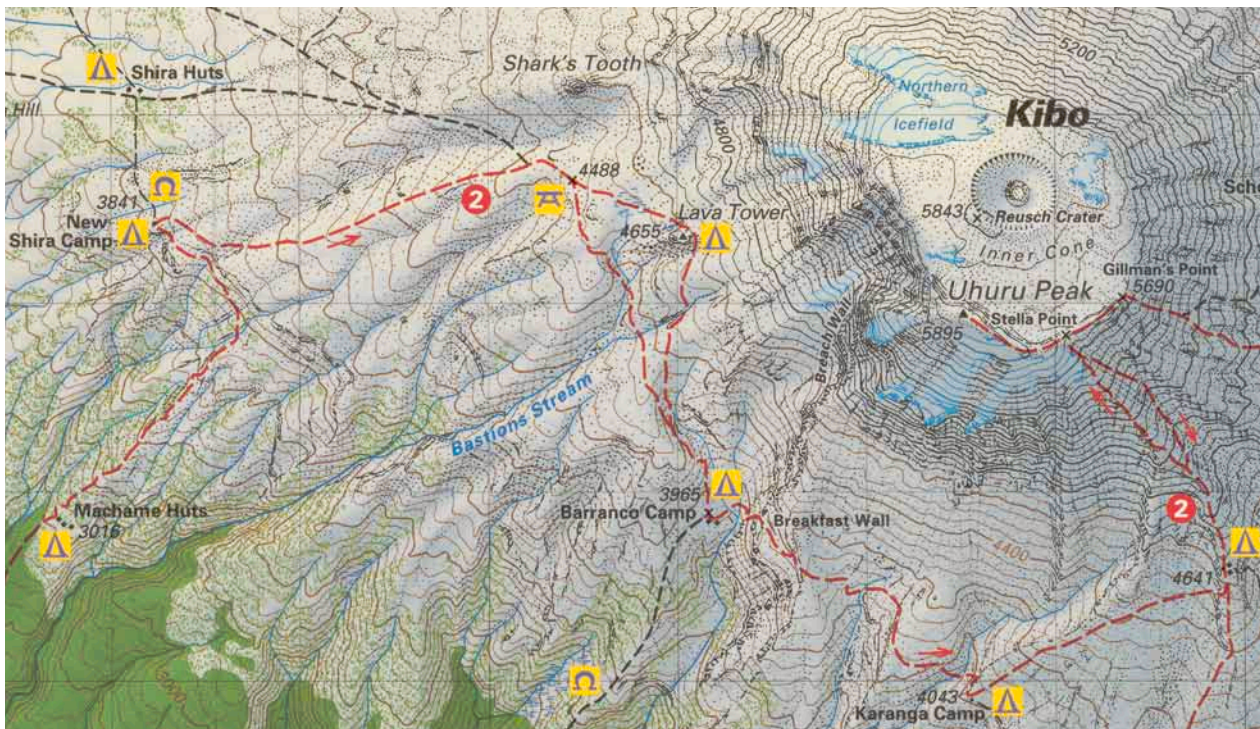 Shark's Tooth
5200
Shira Huts
Northern
Icefield
Kibo
Hill
4800
4488
3841
New
Shira Camp
2
Lava Tower
4655
5843
Reusch Crater
Inner Cone
Sch
Gillman's Point
5690
Uhuru Peak
Stella Point
5895
Breach Wall
Bastions Stream
3965
Barranco Camp
Breakfast Wall
Machame Huts
3016
2
4400
4641
3000
4043
Karanga Camp